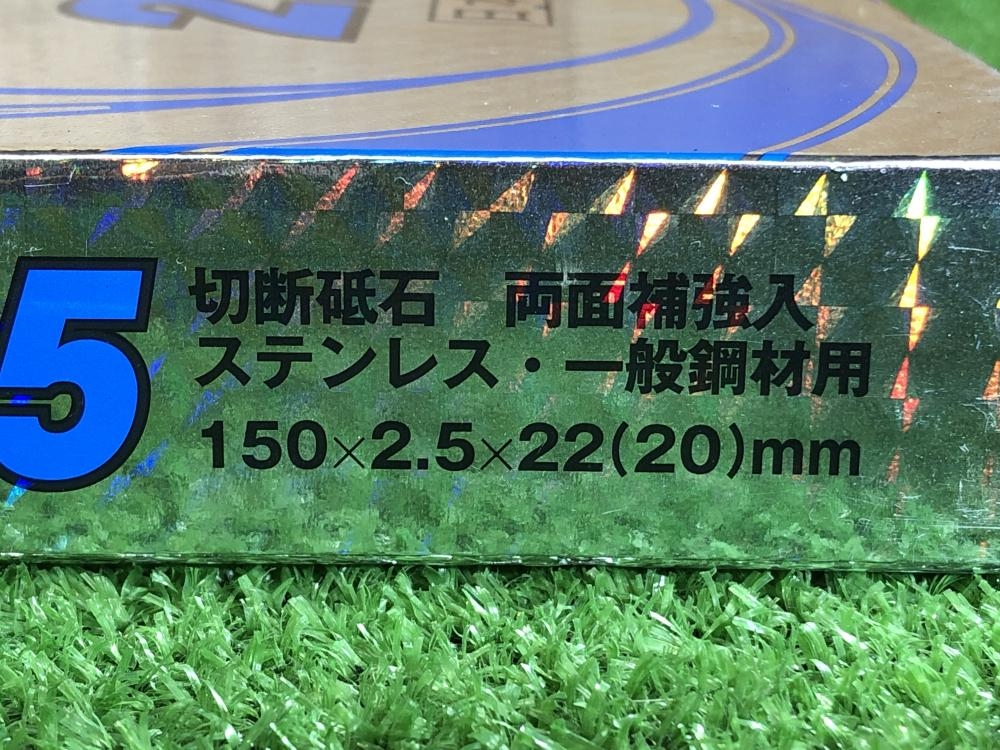 2
5
切断砥石　両面補強入
ステンレス・一般鋼材用
150×2.5×22(20)mm